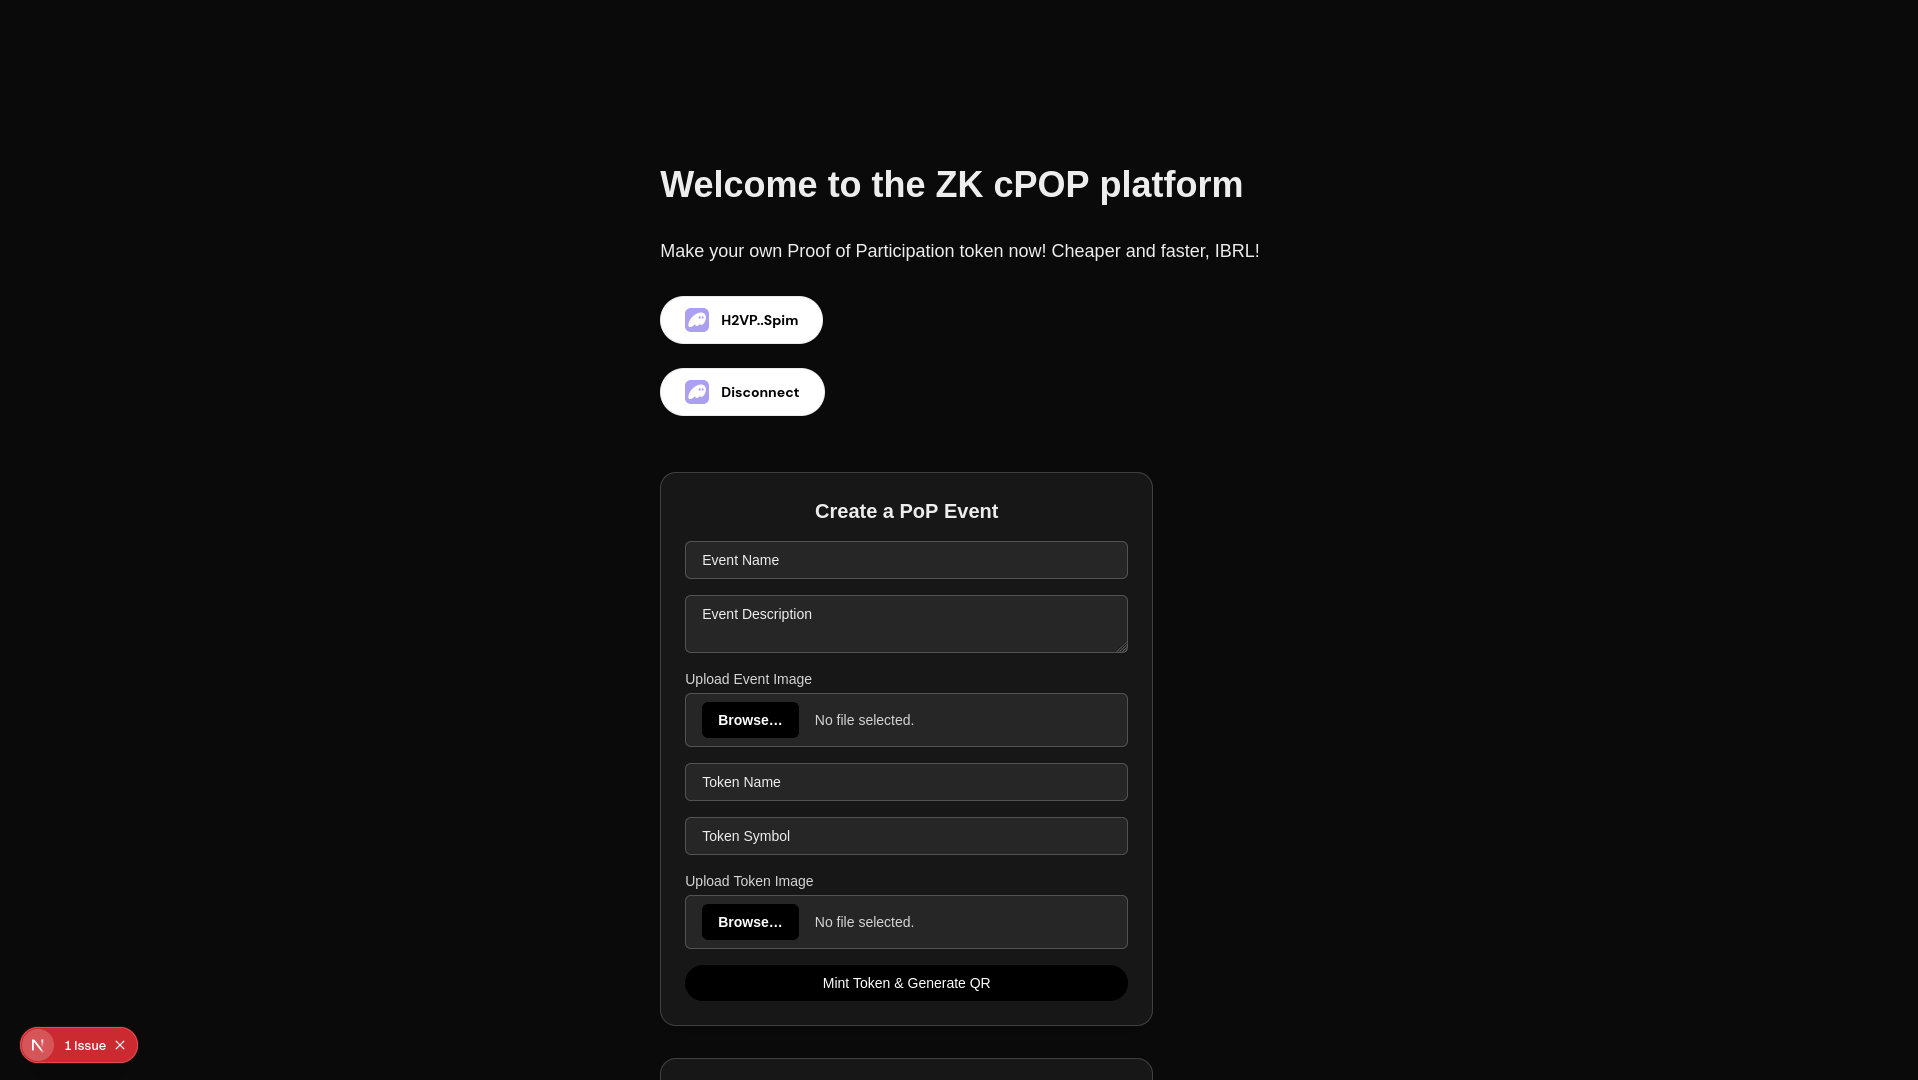 Welcome to the ZK cPOP platform
Make your own Proof of Participation token now! Cheaper and faster, IBRL!
H2VP..Spim
Disconnect
Create a PoP Event
Event Name
Event Description
Upload Event Image
Browse… No file selected.
Token Name
Token Symbol
Upload Token Image
Browse… No file selected.
Mint Token & Generate QR
N 1 Issue